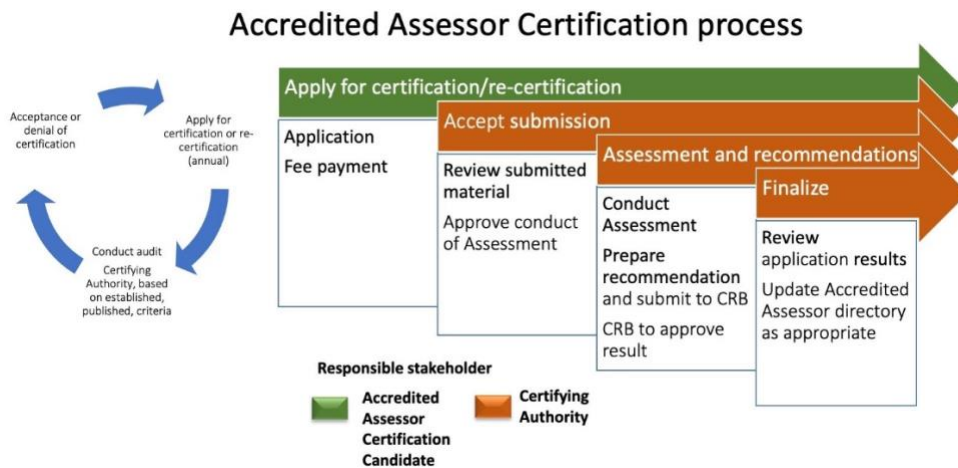 Accredited Assessor Certification process
Acceptance or
denial of
certification
Apply for
certification or re-
certification
(annual)
Conduct audit
Certifying
Authority, based
on established,
published, criteria
Apply for certification/re-certification
Application
Fee payment
Accept submission
Review submitted
material
Approve conduct
of Assessment
Assessment and recommendations
Conduct
Assessment
Prepare
recommendation
and submit to CRB
CRB to approve
result
Finalize
Review
application results
Update Accredited
Assessor directory
as appropriate
Responsible stakeholder
Accredited
Assessor
Certification
Candidate
Certifying
Authority